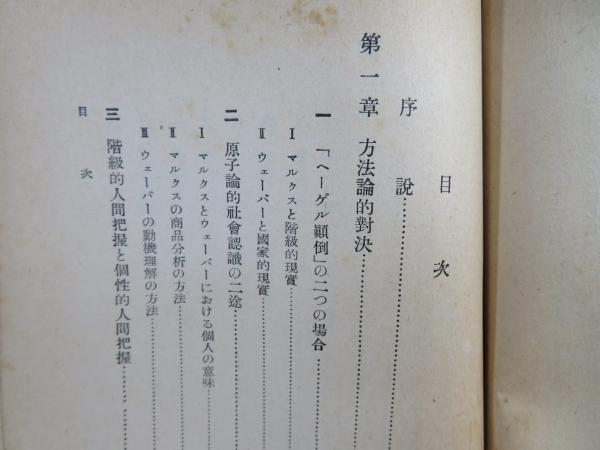 目次
序說
第一章 方法論的對決
一 「ヘーゲル顚倒」の二つの場合
Ⅰ マルクスと階級的現實
Ⅱ ウェーバーと國家的現實
二 原子論的社會認識の二途
Ⅰ マルクスとウェーバーにおける個人の意味
Ⅱ マルクスの商品分析の方法
Ⅲ ウェーバーの動機理解の方法
三 階級的人間把握と個性的人間把握
目次